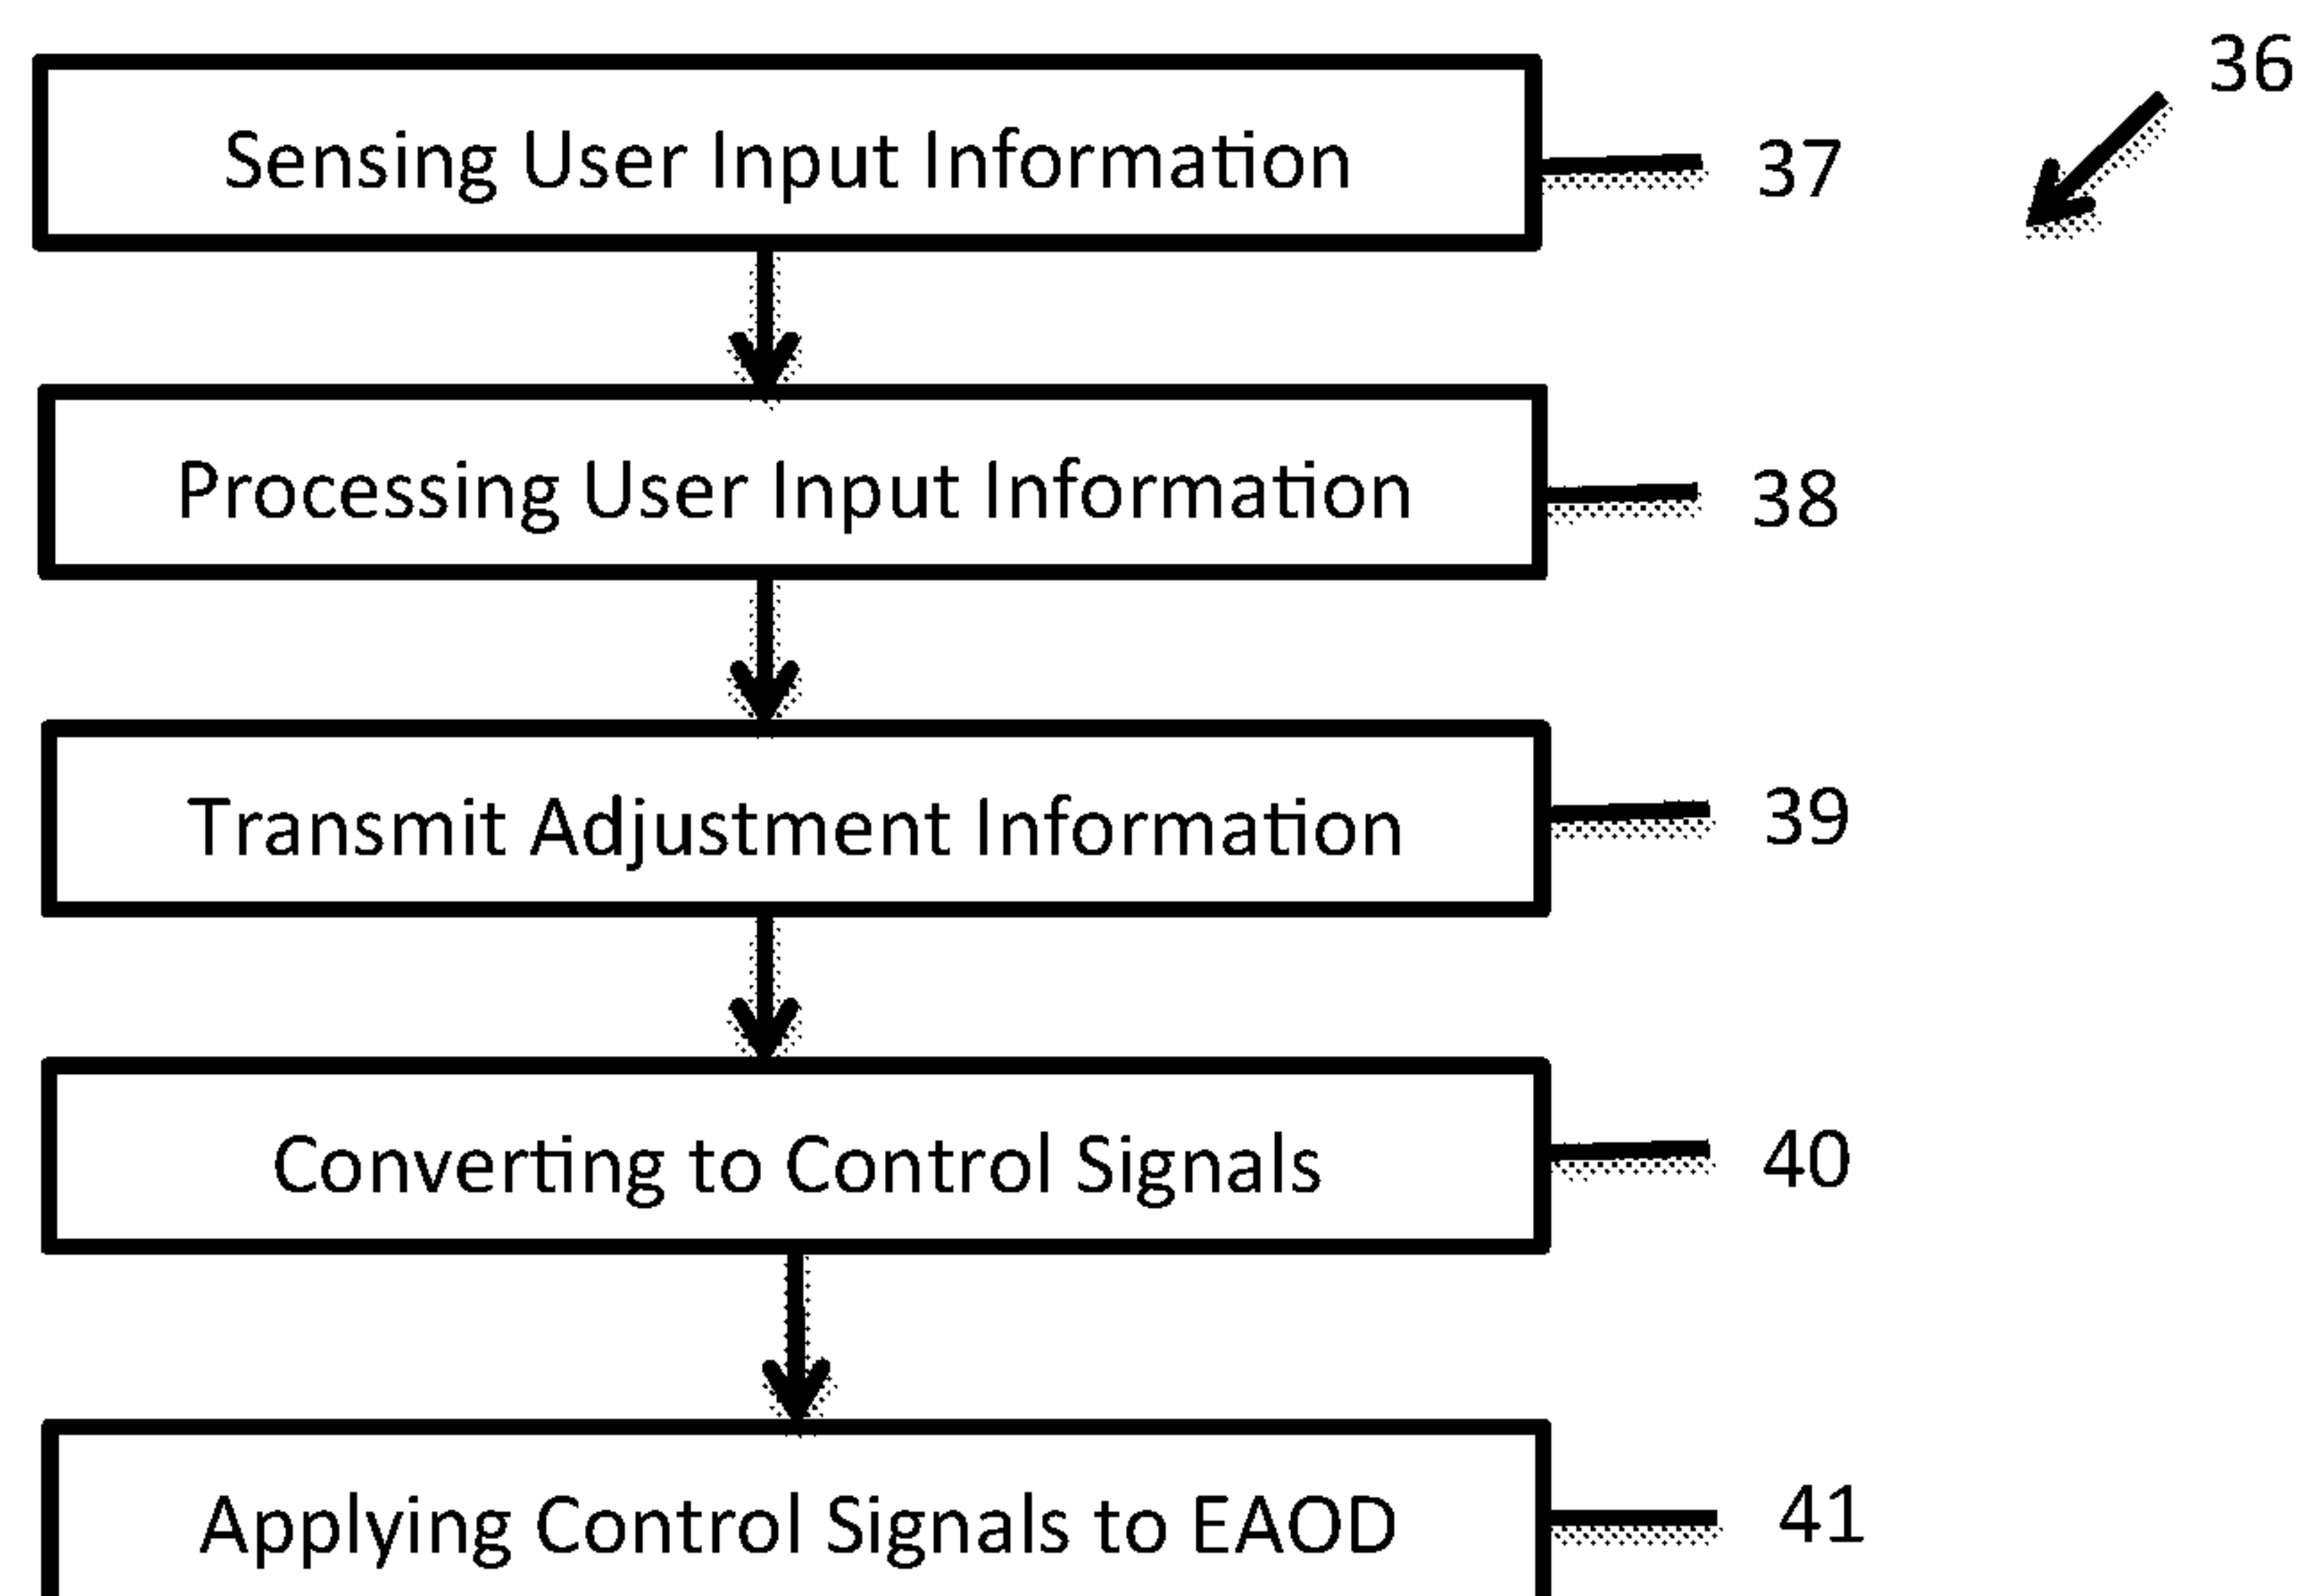 36
Sensing User Input Information 37
Processing User Input Information 38
Transmit Adjustment Information 39
Converting to Control Signals 40
Applying Control Signals to EAOD 41